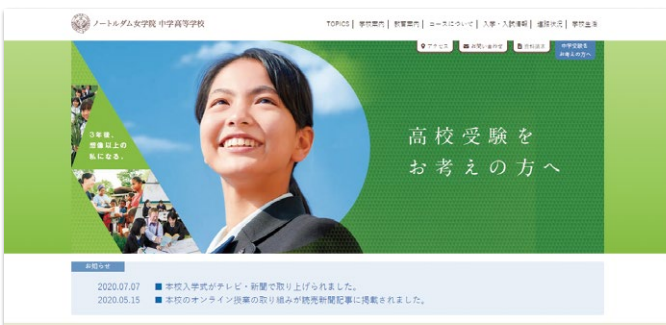 ノートルダム女学院 中学高等学校
TOPICS 学校案内 教育案内 コースについて 入学・入試情報 進路状況 学校生活
アクセス お問い合わせ 資料請求 中学受験を
お考えの方へ
3年後、
想像以上の
私になる。
高校受験を
お考えの方へ
お知らせ
2020.07.07 ■ 本校入学式がテレビ・新聞で取り上げられました。
2020.05.15 ■ 本校のオンライン授業の取り組みが読売新聞記事に掲載されました。